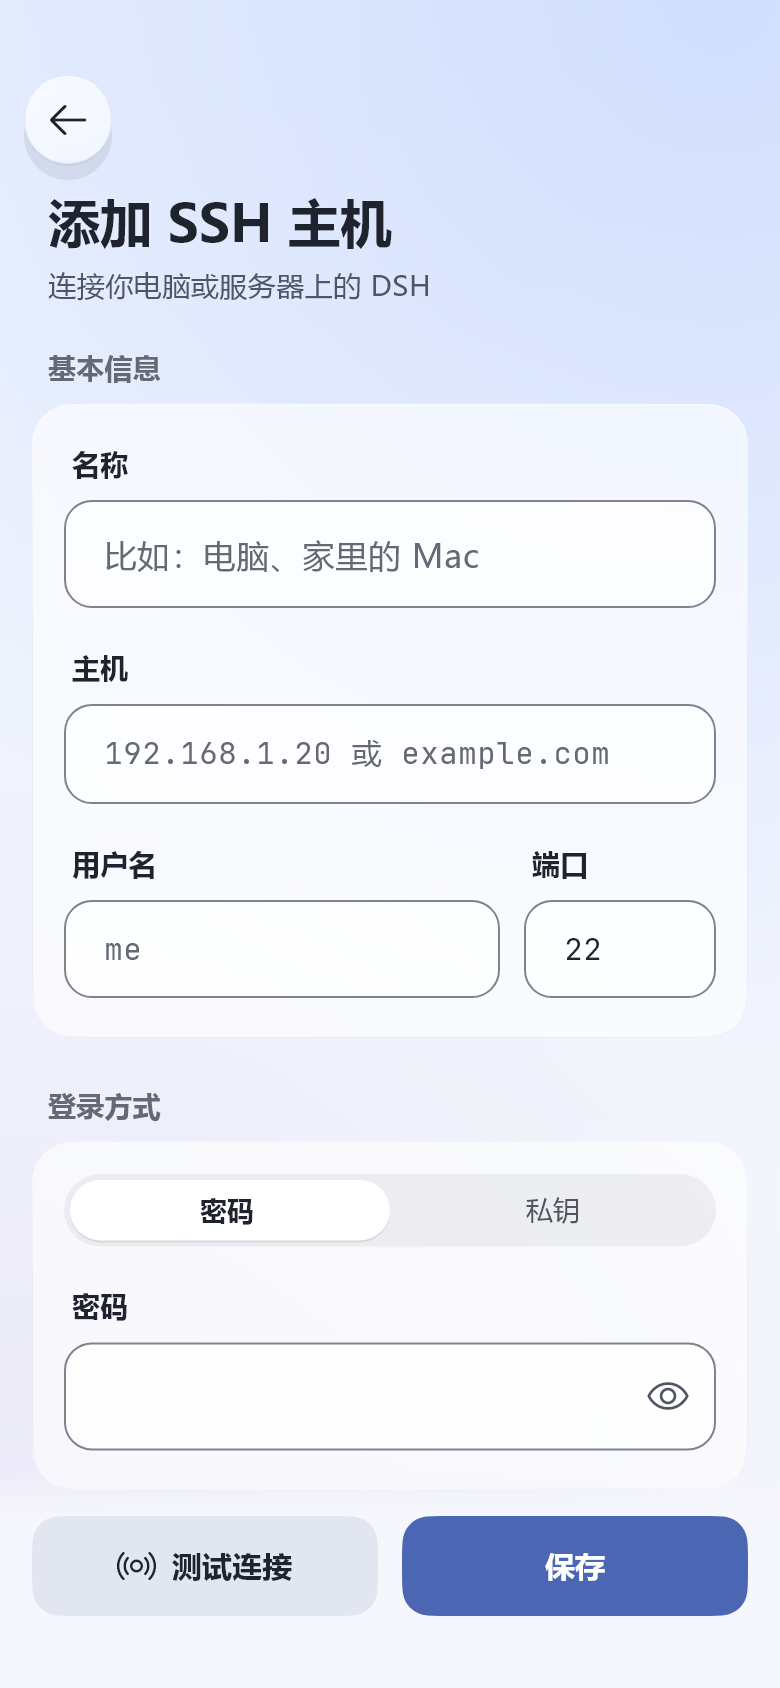 添加 SSH 主机
连接你电脑或服务器上的 DSH
基本信息
名称
比如：电脑、家里的 Mac
主机
192.168.1.20 或 example.com
用户名 端口
me 22
登录方式
密码 私钥
密码
测试连接 保存